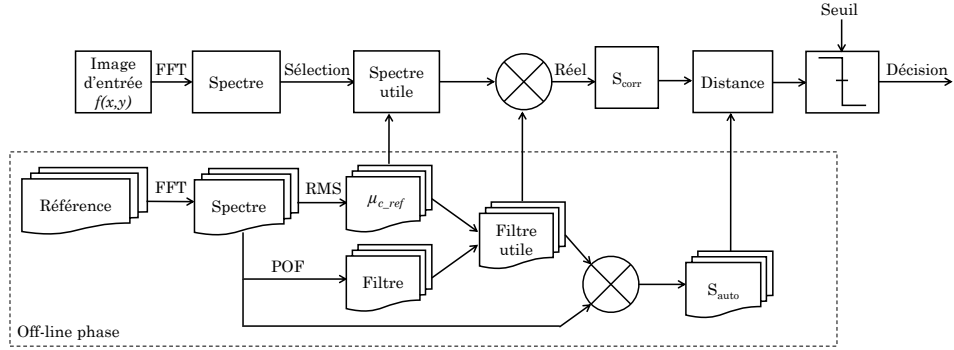 Seuil
Image
d'entrée
f(x,y)
FFT
Spectre
Sélection
Spectre
utile
Réel
S_corr
Distance
Décision
Référence
FFT
Spectre
RMS
μ_c_ref
Filtre
utile
POF
Filtre
S_auto
Off-line phase